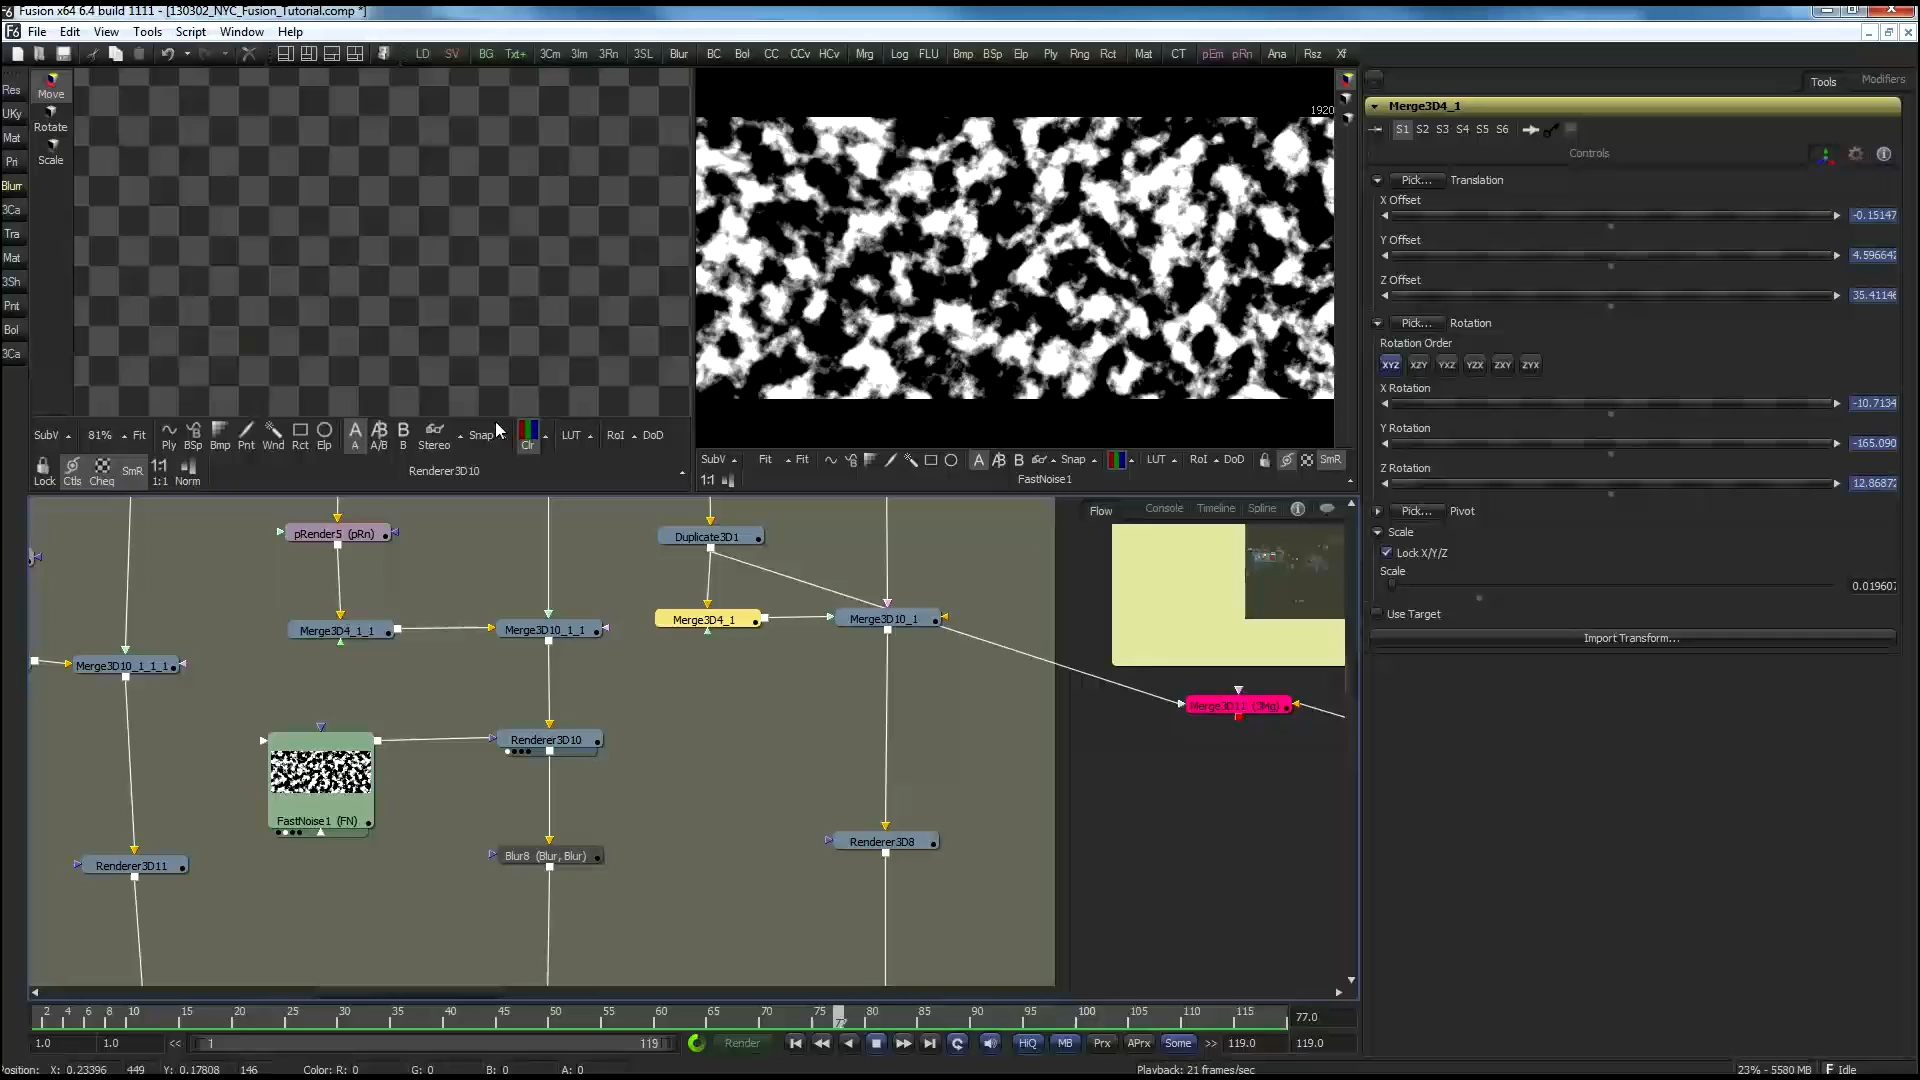 Fusion x64 6.4 build 1111 - [130302_NYC_Fusion_Tutorial.comp *]
File Edit View Tools Script Window Help
LD SV BG Txt+ 3Cm 3Im 3Rn 3SL Blur BC Bol CC CCv HCv Mrg Log FLU Bmp BSp Elp Ply Rng Rct Mat CT pEm pRn Ana Rsz Xf
Res
UKy
Mat
Pri
Blurr
3Ca
Tra
Mat
3Sh
Pnt
Bol
3Ca
Move
Rotate
Scale
1920
SubV 81% Fit Ply BSp Bmp Pnt Wnd Rct Elp A A/B B Stereo Snap Clr LUT RoI DoD
Lock Ctls Cheq SmR 1:1 Norm Renderer3D10
SubV Fit Fit A B Snap LUT RoI DoD SmR
1:1 FastNoise1
Tools Modifiers
Merge3D4_1
S1 S2 S3 S4 S5 S6
Controls
Pick... Translation
X Offset
-0.15147
Y Offset
4.596642
Z Offset
35.41146
Pick... Rotation
Rotation Order
XYZ XZY YXZ YZX ZXY ZYX
X Rotation
-10.7134
Y Rotation
-165.090
Z Rotation
12.86872
Pick... Pivot
Scale
Lock X/Y/Z
Scale
0.019607
Use Target
Import Transform...
Flow Console Timeline Spline
pRender5 (pRn)
Duplicate3D1
Merge3D4_1_1
Merge3D10_1_1
Merge3D4_1
Merge3D10_1
Merge3D10_1_1_1
Merge3D11 (3Mg)
Renderer3D10
FastNoise1 (FN)
Renderer3D8
Blur8 (Blur, Blur)
Renderer3D11
2 4 6 8 10 15 20 25 30 35 40 45 50 55 60 65 70 75 80 85 90 95 100 105 110 115
77.0
1.0 1.0 << 1 119 Render HiQ MB Prx APrx Some >> 119.0 119.0
Position: X: 0.23396 449 Y: 0.17808 146 Color: R: 0 G: 0 B: 0 A: 0 Playback: 21 frames/sec 23% - 5580 MB Idle